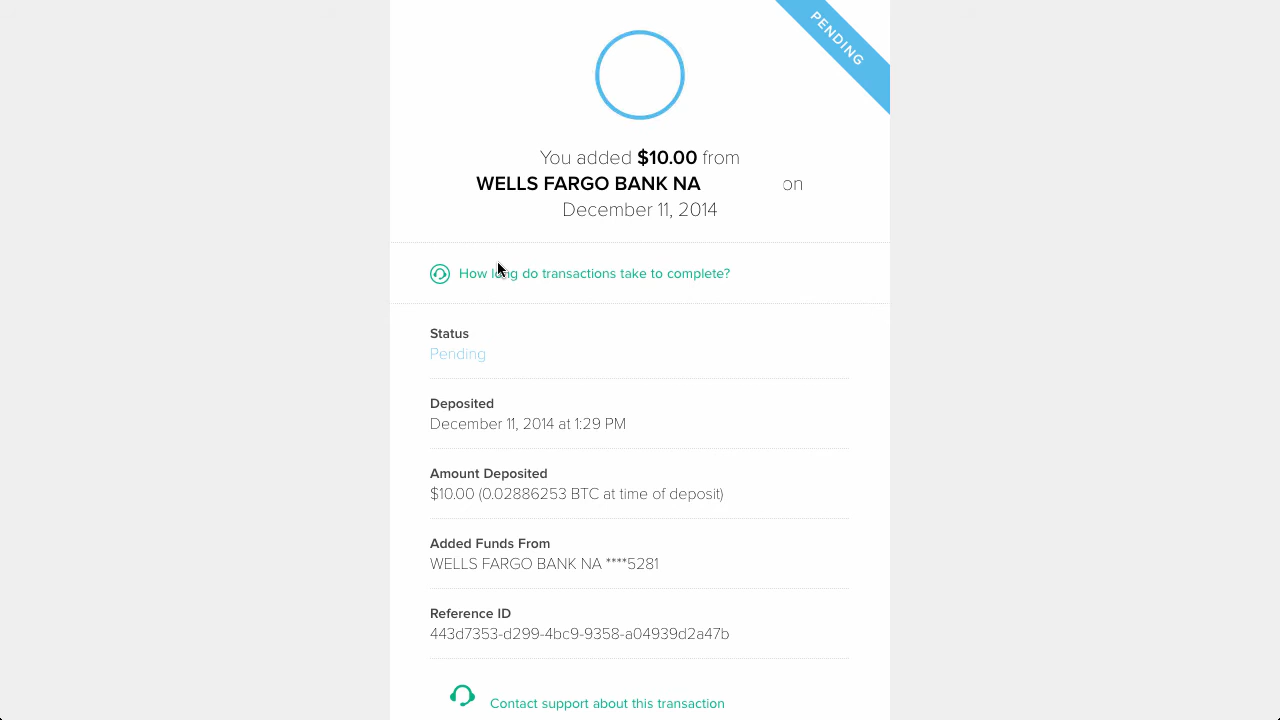 PENDING
You added $10.00 from
WELLS FARGO BANK NA on
December 11, 2014
How long do transactions take to complete?
Status
Pending
Deposited
December 11, 2014 at 1:29 PM
Amount Deposited
$10.00 (0.02886253 BTC at time of deposit)
Added Funds From
WELLS FARGO BANK NA ****5281
Reference ID
443d7353-d299-4bc9-9358-a04939d2a47b
Contact support about this transaction